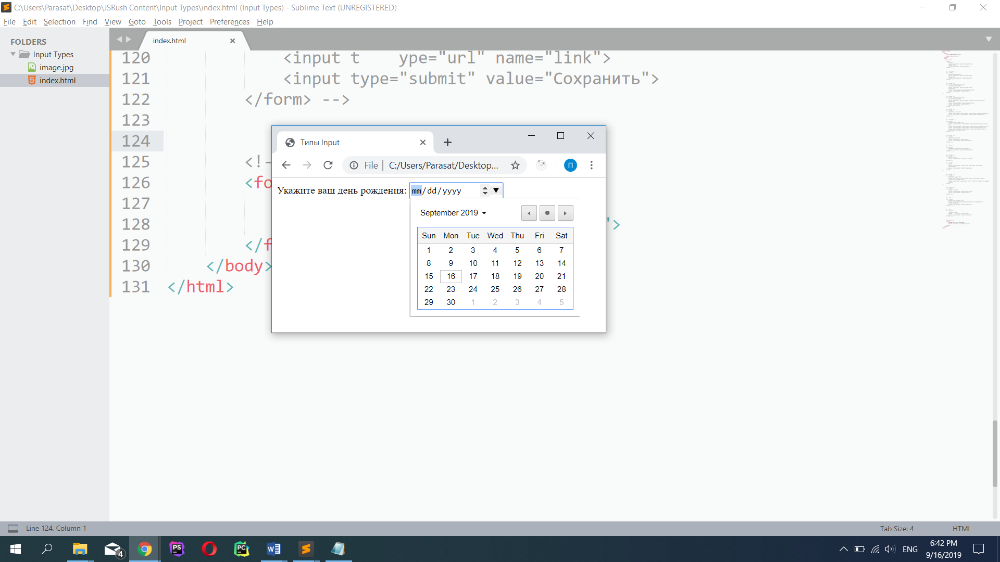 C:\Users\Parasat\Desktop\JSRush Content\Input Types\index.html (Input Types) - Sublime Text (UNREGISTERED)
File Edit Selection Find View Goto Tools Project Preferences Help
FOLDERS
Input Types
image.jpg
index.html
index.html
120 <input t    ype="url" name="link">
121 <input type="submit" value="Сохранить">
122 </form> -->
123
124
125 <!-
126 <fo
127
128 ">
129 </f
130 </body>
131 </html>
Типы Input
File | C:/Users/Parasat/Desktop...
П
Укажите ваш день рождения: mm/dd/yyyy
September 2019
Sun Mon Tue Wed Thu Fri Sat
1 2 3 4 5 6 7
8 9 10 11 12 13 14
15 16 17 18 19 20 21
22 23 24 25 26 27 28
29 30 1 2 3 4 5
Line 124, Column 1
Tab Size: 4
HTML
4
PS
PC
W
ENG
6:42 PM
9/16/2019